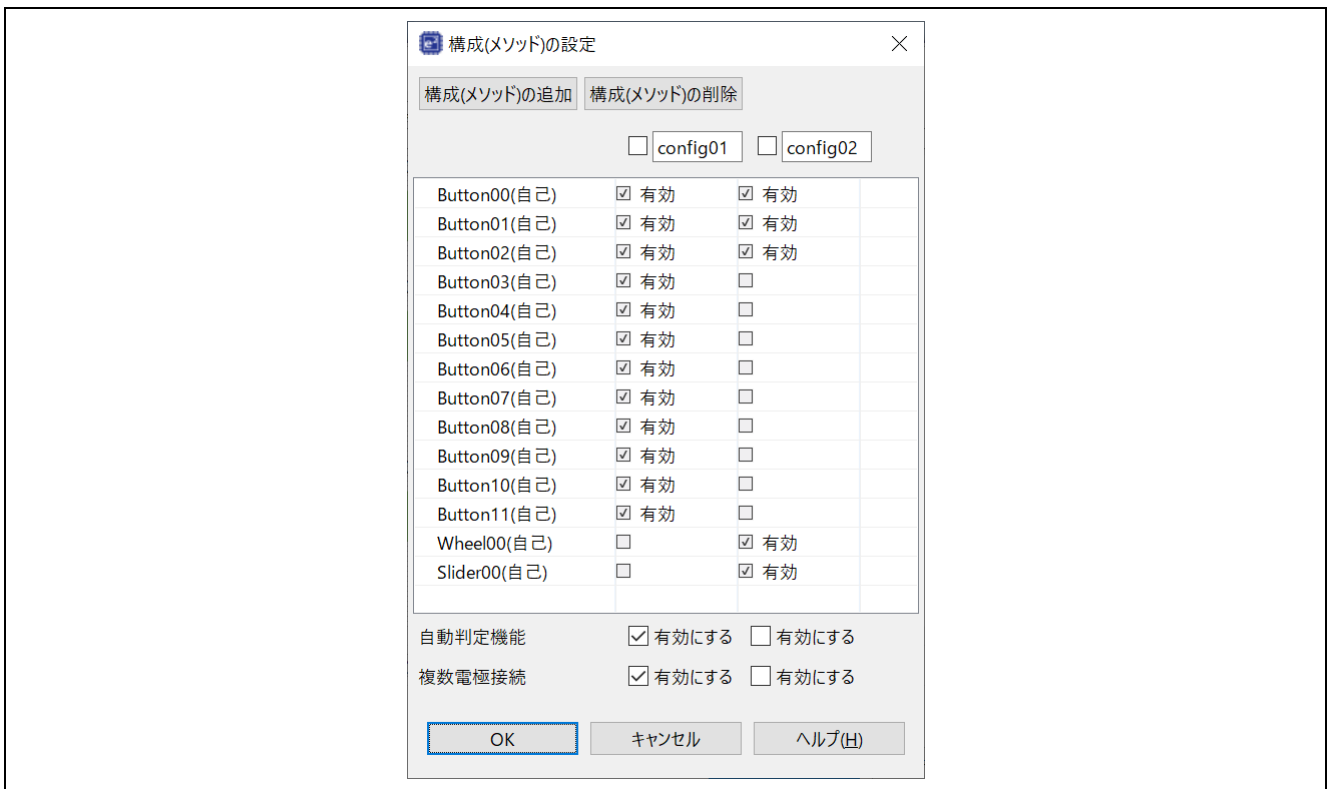 構成(メソッド)の設定
構成(メソッド)の追加 構成(メソッド)の削除
config01 config02
Button00(自己) 有効 有効
Button01(自己) 有効 有効
Button02(自己) 有効 有効
Button03(自己) 有効
Button04(自己) 有効
Button05(自己) 有効
Button06(自己) 有効
Button07(自己) 有効
Button08(自己) 有効
Button09(自己) 有効
Button10(自己) 有効
Button11(自己) 有効
Wheel00(自己) 有効
Slider00(自己) 有効
自動判定機能 有効にする 有効にする
複数電極接続 有効にする 有効にする
OK キャンセル ヘルプ(H)